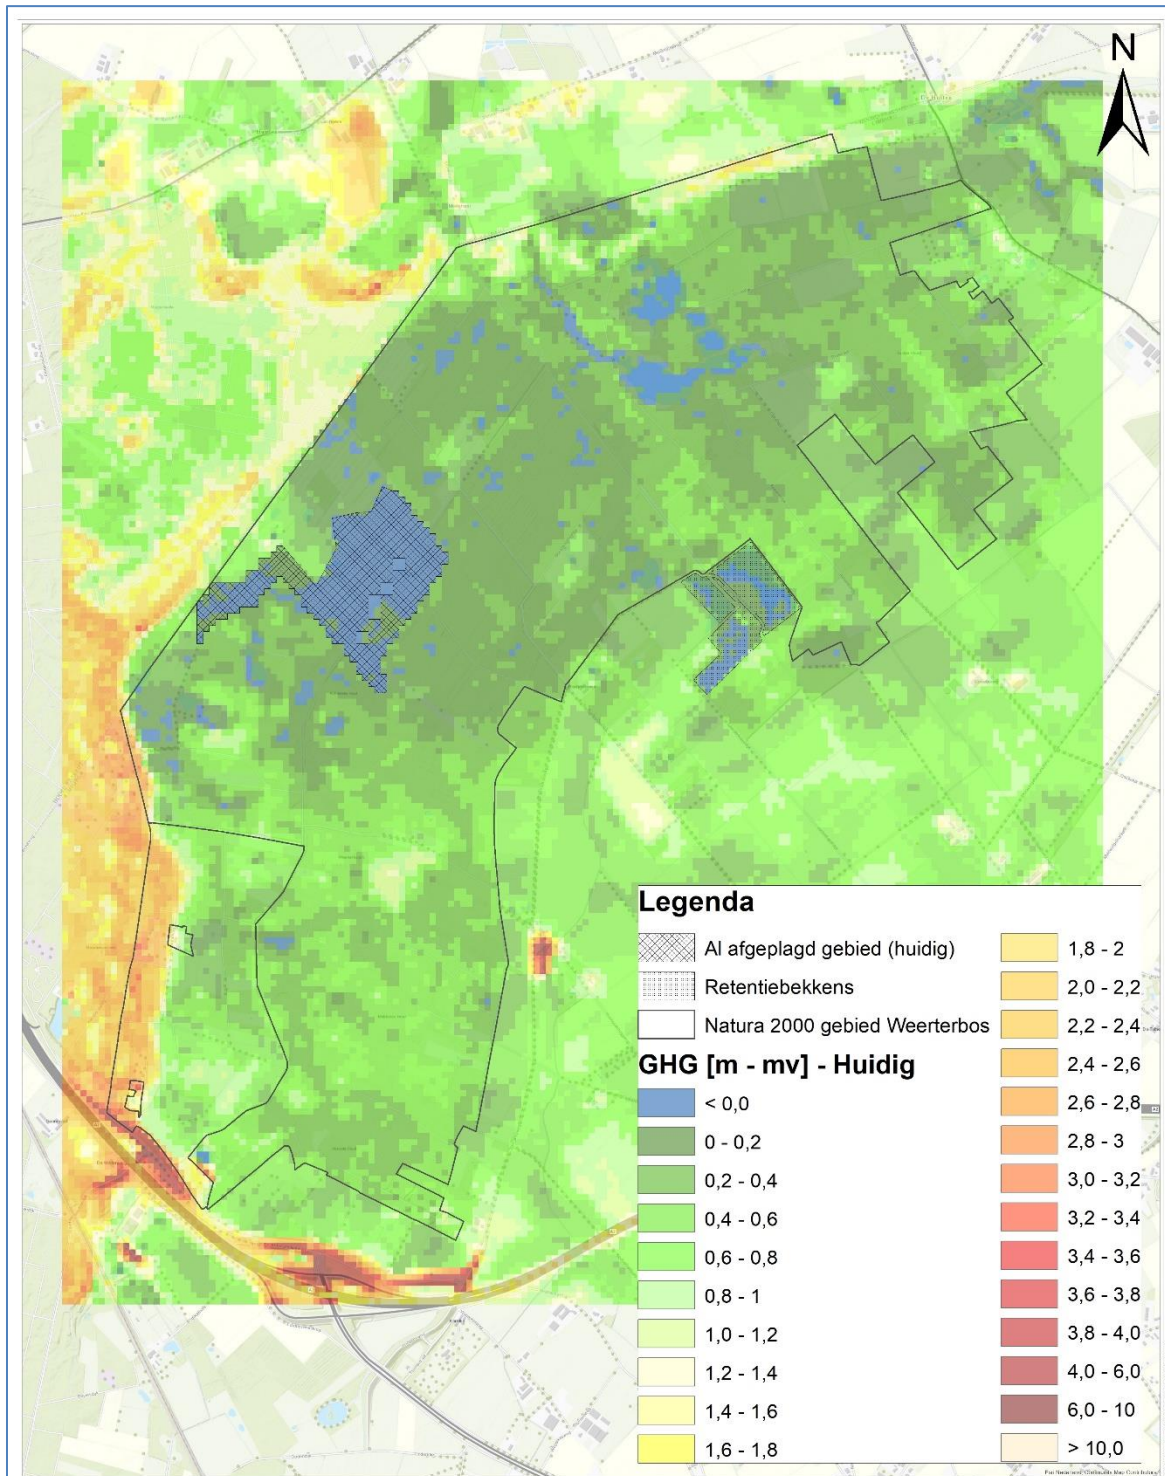 N
Legenda
Al afgeplagd gebied (huidig)
Retentiebekkens
Natura 2000 gebied Weerterbos
GHG [m - mv] - Huidig
< 0,0
0 - 0,2
0,2 - 0,4
0,4 - 0,6
0,6 - 0,8
0,8 - 1
1,0 - 1,2
1,2 - 1,4
1,4 - 1,6
1,6 - 1,8
1,8 - 2
2,0 - 2,2
2,2 - 2,4
2,4 - 2,6
2,6 - 2,8
2,8 - 3
3,0 - 3,2
3,2 - 3,4
3,4 - 3,6
3,6 - 3,8
3,8 - 4,0
4,0 - 6,0
6,0 - 10
> 10,0